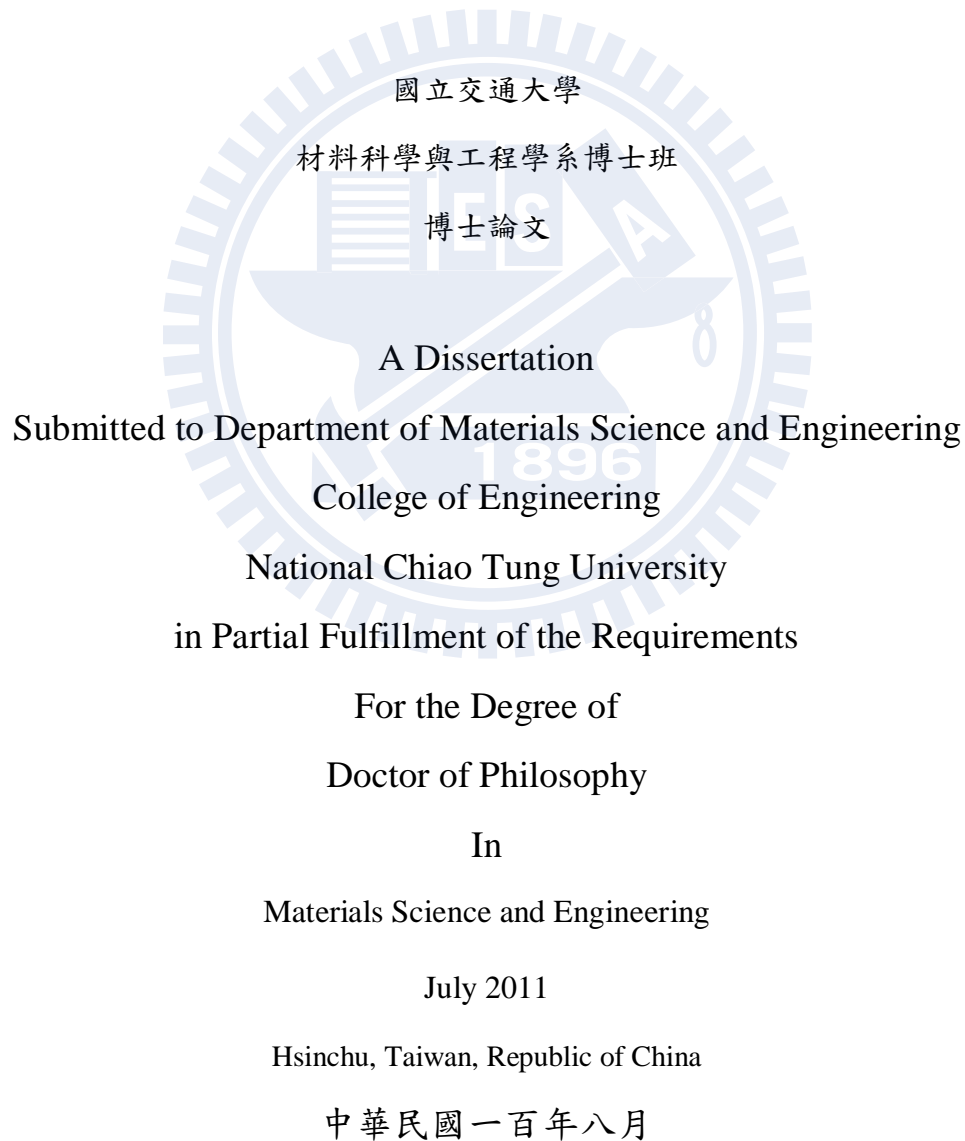 國立交通大學
材料科學與工程學系博士班
博士論文
E S A
A Dissertation
Submitted to Department of Materials Science and Engineering
1896
College of Engineering
National Chiao Tung University
in Partial Fulfillment of the Requirements
For the Degree of
Doctor of Philosophy
In
Materials Science and Engineering
July 2011
Hsinchu, Taiwan, Republic of China
中華民國一百年八月